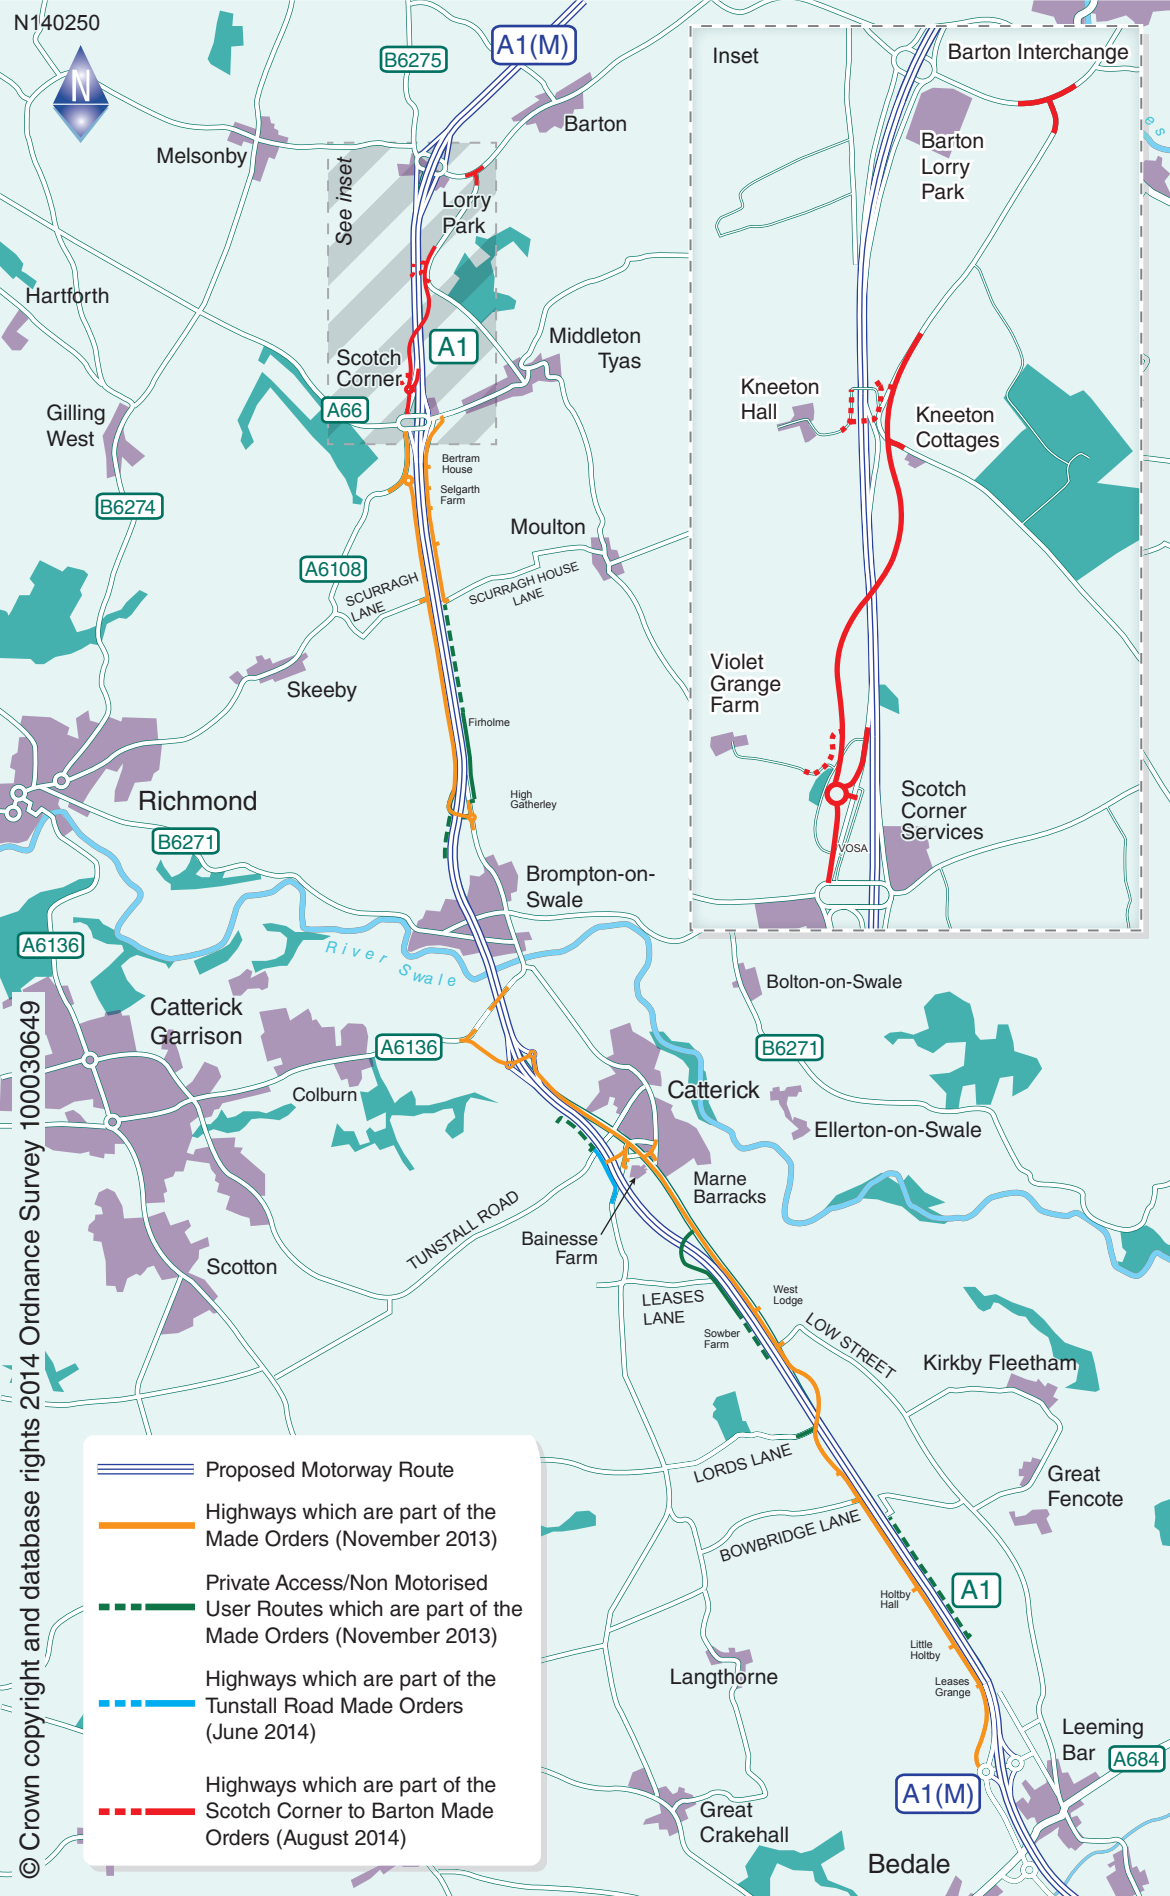 N140250
N
B6275
A1(M)
Barton
Melsonby
See inset
Lorry
Park
Hartforth
A1
Middleton
Tyas
Scotch
Corner
A66
Gilling
West
Bertram
House
Selgarth
Farm
B6274
Moulton
A6108
SCURRAGH
LANE
SCURRAGH HOUSE
LANE
Skeeby
Firholme
High
Gatherley
Richmond
B6271
Brompton-on-
Swale
A6136
River Swale
Catterick
Garrison
A6136
Colburn
Catterick
Bolton-on-Swale
B6271
Ellerton-on-Swale
Marne
Barracks
TUNSTALL ROAD
Bainesse
Farm
Scotton
LEASES
LANE
West
Lodge
Sowber
Farm
LOW STREET
Kirkby Fleetham
LORDS LANE
Great
Fencote
BOWBRIDGE LANE
A1
Holtby
Hall
Little
Holtby
Leases
Grange
Langthorne
Leeming
Bar
A684
A1(M)
Great
Crakehall
Bedale
Inset
Barton Interchange
Barton
Lorry
Park
es
Kneeton
Hall
Kneeton
Cottages
Violet
Grange
Farm
Scotch
Corner
Services
VOSA
Proposed Motorway Route
Highways which are part of the
Made Orders (November 2013)
Private Access/Non Motorised
User Routes which are part of the
Made Orders (November 2013)
Highways which are part of the
Tunstall Road Made Orders
(June 2014)
Highways which are part of the
Scotch Corner to Barton Made
Orders (August 2014)
© Crown copyright and database rights 2014 Ordnance Survey 100030649